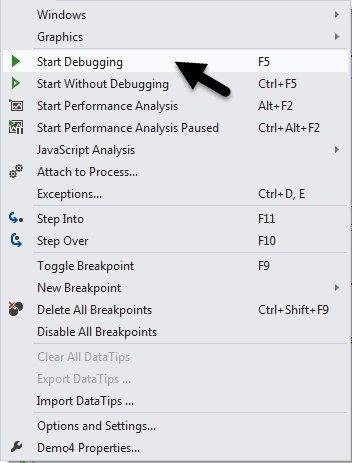 Windows
Graphics
Start Debugging F5
Start Without Debugging Ctrl+F5
Start Performance Analysis Alt+F2
Start Performance Analysis Paused Ctrl+Alt+F2
JavaScript Analysis
Attach to Process...
Exceptions... Ctrl+D, E
Step Into F11
Step Over F10
Toggle Breakpoint F9
New Breakpoint
Delete All Breakpoints Ctrl+Shift+F9
Disable All Breakpoints
Clear All DataTips
Export DataTips ...
Import DataTips ...
Options and Settings...
Demo4 Properties...